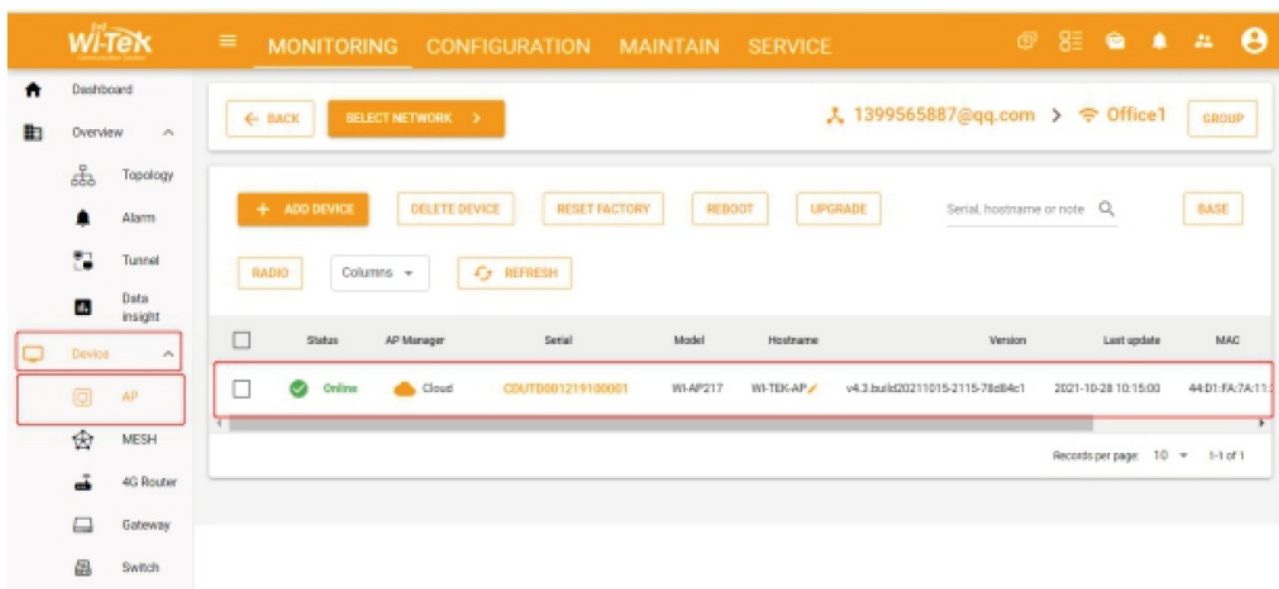 Wi-Tek
MONITORING CONFIGURATION MAINTAIN SERVICE
Dashboard
Overview
Topology
Alarm
Tunnel
Data
insight
Device
AP
MESH
4G Router
Gateway
Switch
BACK
SELECT NETWORK
1399565887@qq.com > Office1
GROUP
+ ADD DEVICE
DELETE DEVICE
RESET FACTORY
REBOOT
UPGRADE
Serial, hostname or note
BASE
RADIO
Columns
REFRESH
Status AP Manager Serial Model Hostname Version Last update MAC
Online Cloud CDUTD001219100001 WI-AP217 WI-TEK-AP v4.3.build20211015-2115-78d84c1 2021-10-28 10:15:00 44:D1:FA:7A:11:
Records per page: 10 1-1 of 1